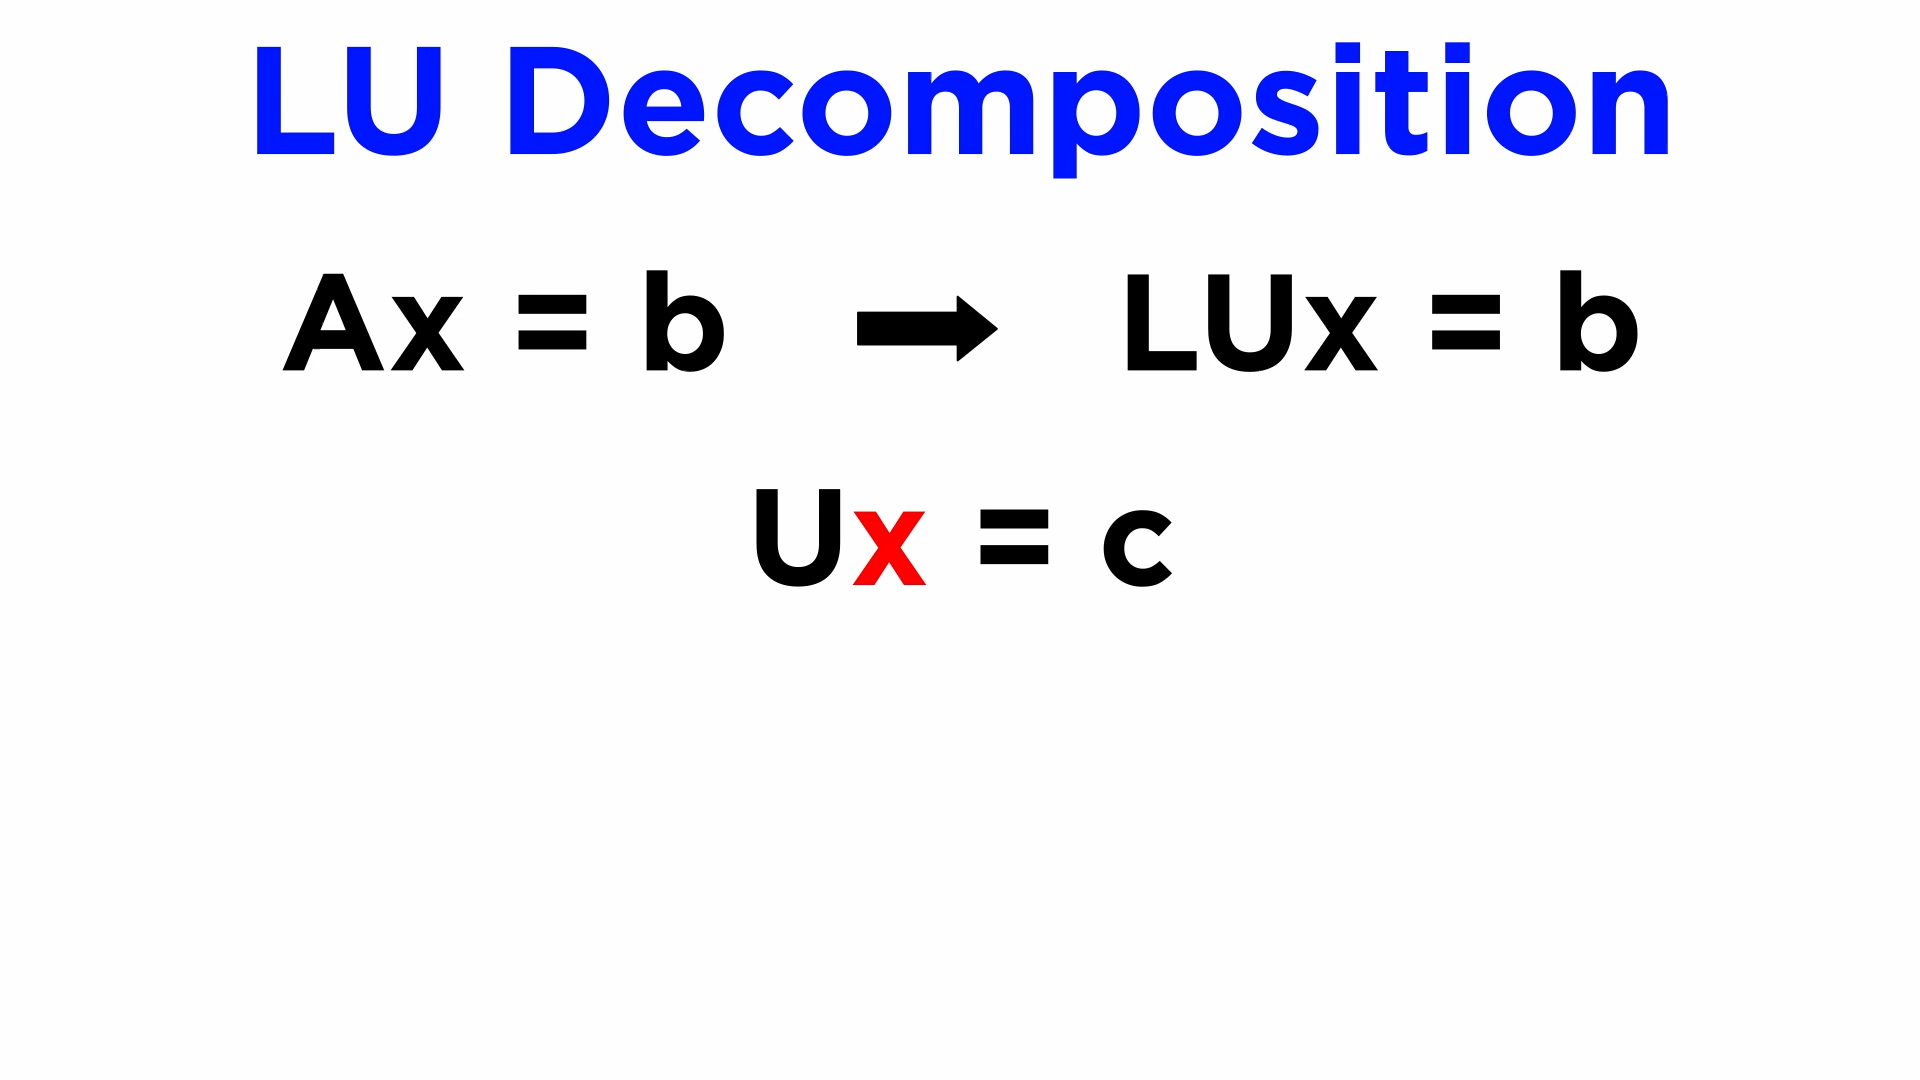 LU Decomposition
Ax = b → LUx = b
Ux = c